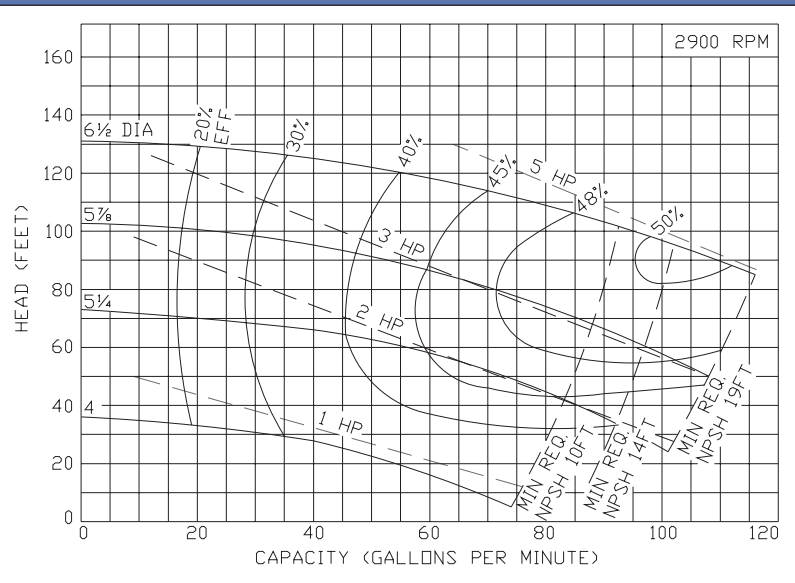 2900 RPM
160
140
120
100
80
60
40
20
0
HEAD (FEET)
6½ DIA
5⅞
5¼
4
20% EFF
30%
40%
45%
48%
50%
5 HP
3 HP
2 HP
1 HP
MIN REQ.
NPSH 10FT
MIN REQ.
NPSH 14FT
MIN REQ.
NPSH 19FT
0 20 40 60 80 100 120
CAPACITY (GALLONS PER MINUTE)